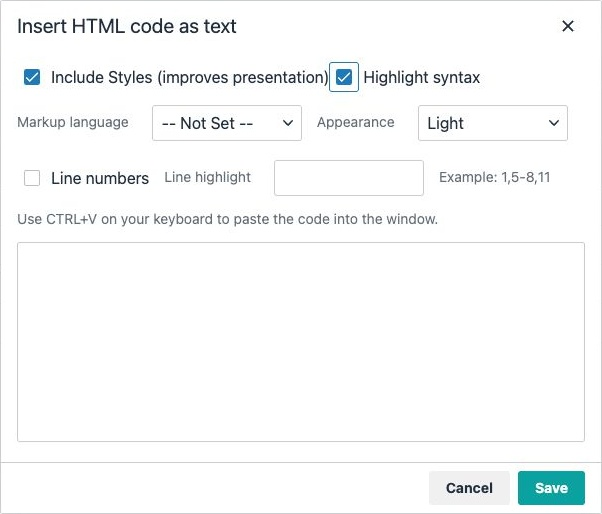 Insert HTML code as text
Include Styles (improves presentation) Highlight syntax
Markup language -- Not Set -- Appearance Light
Line numbers Line highlight Example: 1,5-8,11
Use CTRL+V on your keyboard to paste the code into the window.
Cancel Save